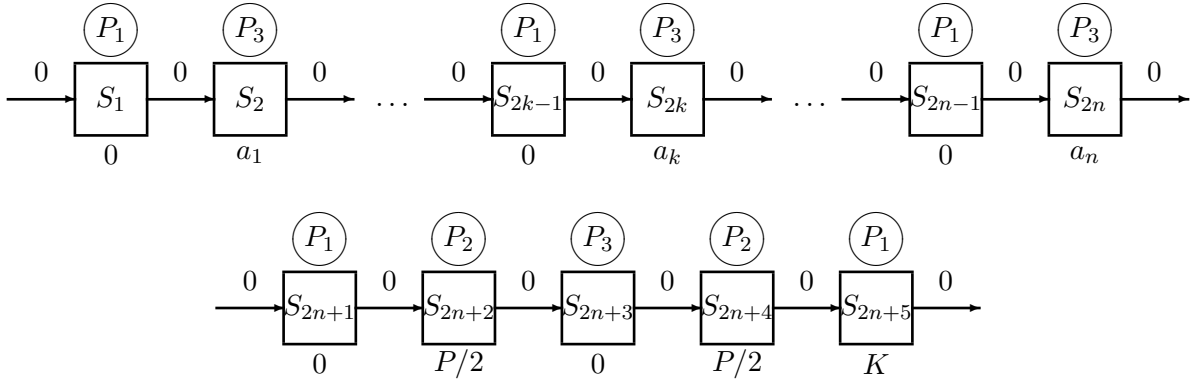 P₁ P₃ P₁ P₃ P₁ P₃
0 0 0 0 0 0 0 0 0
S₁ S₂ … S₂ₖ₋₁ S₂ₖ … S₂ₙ₋₁ S₂ₙ
0 a₁ 0 aₖ 0 aₙ
P₁ P₂ P₃ P₂ P₁
0 0 0 0 0 0
S₂ₙ₊₁ S₂ₙ₊₂ S₂ₙ₊₃ S₂ₙ₊₄ S₂ₙ₊₅
0 P/2 0 P/2 K